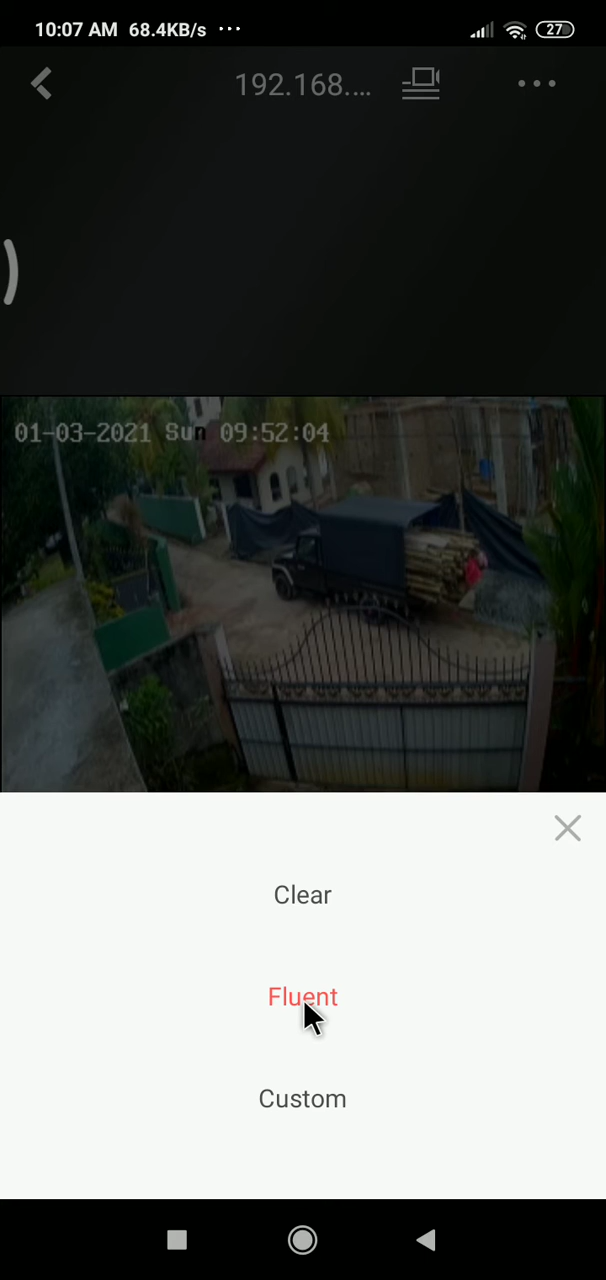 10:07 AM 68.4KB/s ··· 27
192.168.... 
01-03-2021 Sun 09:52:04
Clear
Fluent
Custom